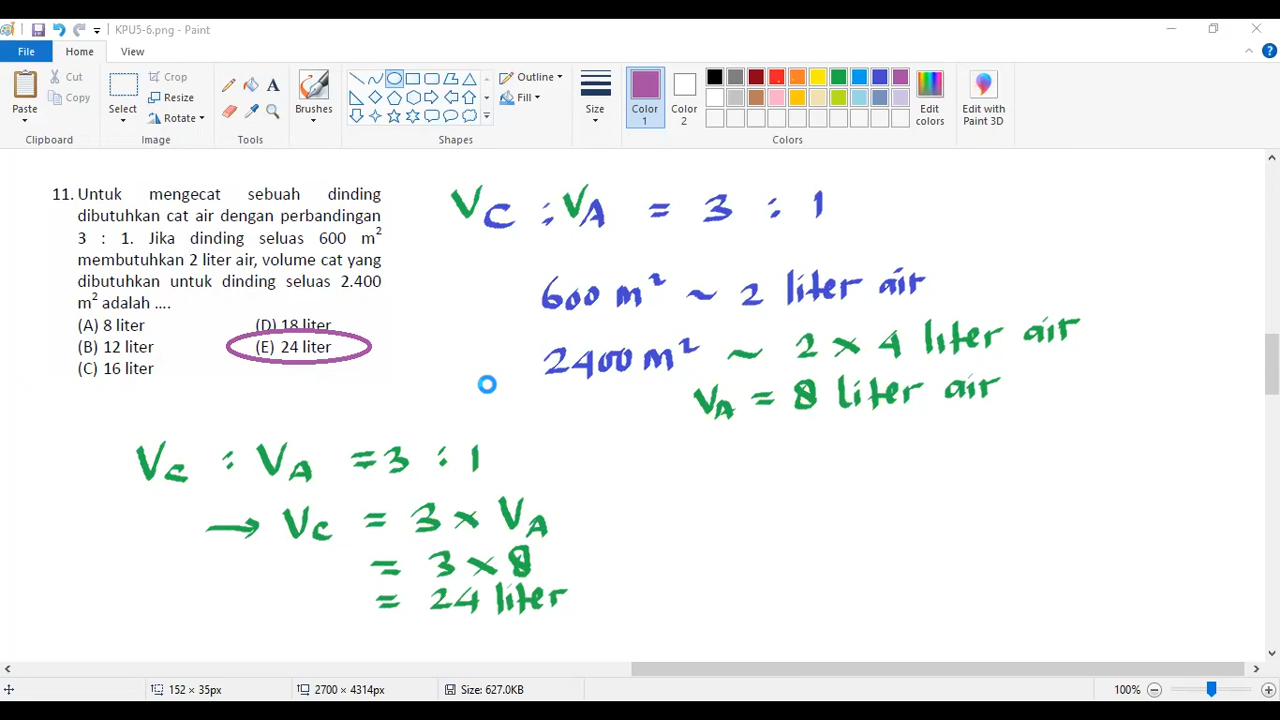 KPU5-6.png - Paint
File Home View
Paste
Cut
Copy
Clipboard
Select
Crop
Resize
Rotate
Image
A
Tools
Brushes
Outline
Fill
Shapes
Size
Color 1
Color 2
Colors
Edit colors
Edit with Paint 3D
11. Untuk mengecat sebuah dinding
dibutuhkan cat air dengan perbandingan
3 : 1. Jika dinding seluas 600 m²
membutuhkan 2 liter air, volume cat yang
dibutuhkan untuk dinding seluas 2.400
m² adalah ....
(A) 8 liter (D) 18 liter
(B) 12 liter (E) 24 liter
(C) 16 liter
VC : VA = 3 : 1
600 m² ~ 2 liter air
2400 m² ~ 2 x 4 liter air
VA = 8 liter air
VC : VA = 3 : 1
→ VC = 3 x VA
= 3 x 8
= 24 liter
152 × 35px
2700 × 4314px
Size: 627.0KB
100%